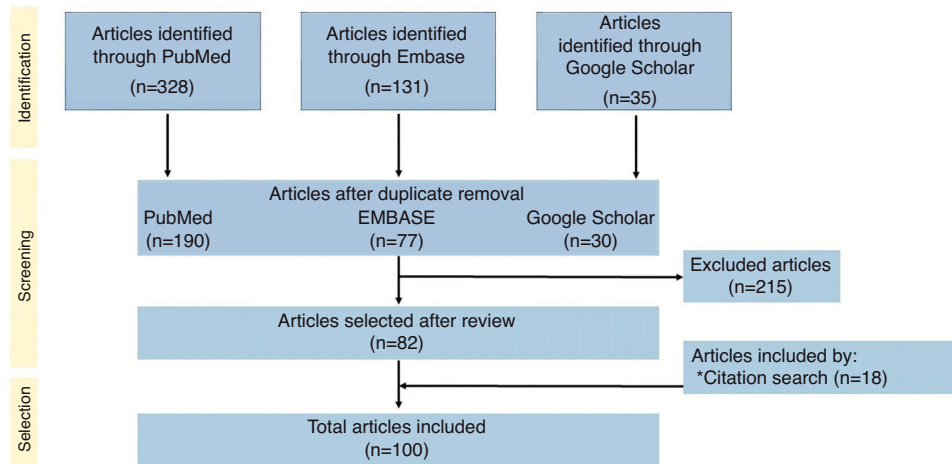 Identification
Articles identified
through PubMed
(n=328)
Articles identified
through Embase
(n=131)
Articles
identified through
Google Scholar
(n=35)
Screening
Articles after duplicate removal
PubMed
(n=190)
EMBASE
(n=77)
Google Scholar
(n=30)
Excluded articles
(n=215)
Articles selected after review
(n=82)
Articles included by:
*Citation search (n=18)
Selection
Total articles included
(n=100)